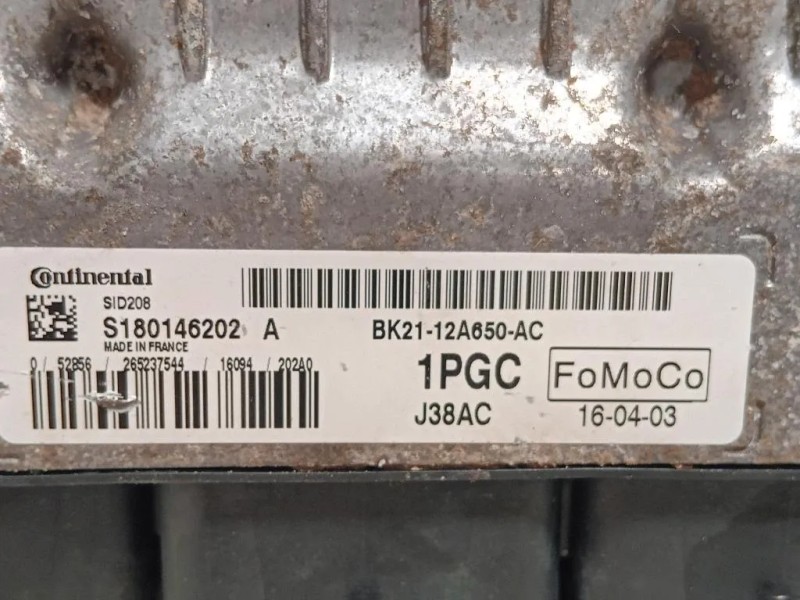 Continental
SID208
S180146202 A
MADE IN FRANCE
0 / 52856 / 265237544 / 16094 / 202A0
BK21-12A650-AC
1PGC
FoMoCo
J38AC
16-04-03